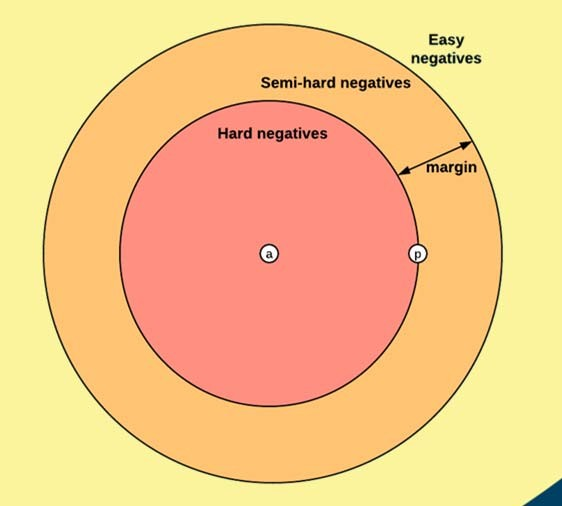 Easy
negatives
Semi-hard negatives
Hard negatives
margin
a
p